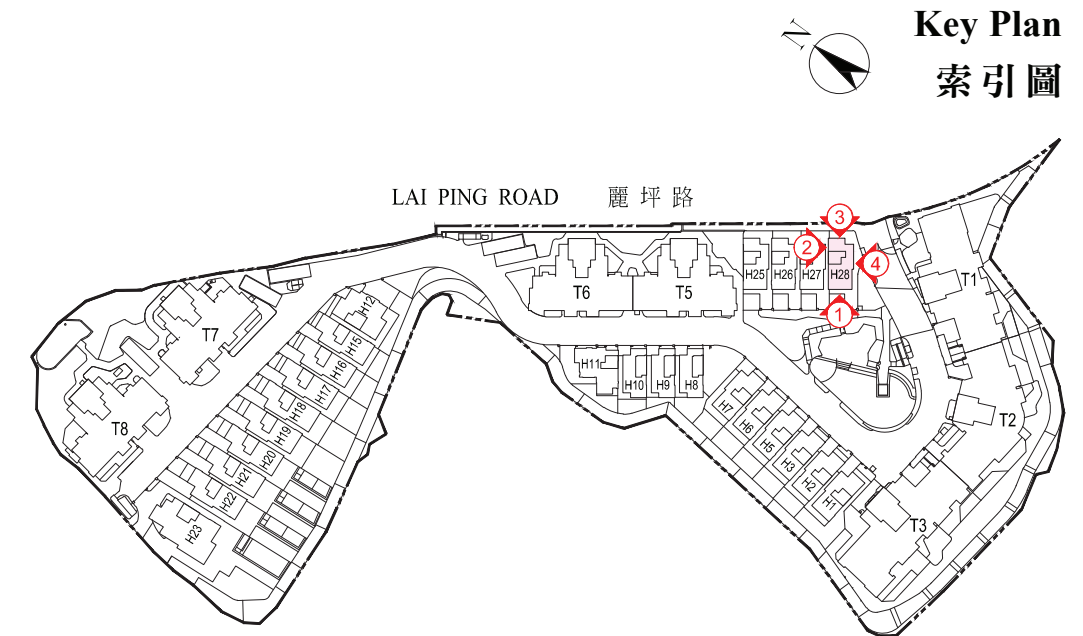 N
Key Plan
索引圖
LAI PING ROAD 麗坪路
3
2
4
1
H25
H26
H27
H28
T1
T6
T5
T7
H12
H15
H16
H17
H18
H19
H20
H21
H22
H23
T8
H11
H10
H9
H8
H7
H6
H5
H3
H2
H1
T2
T3